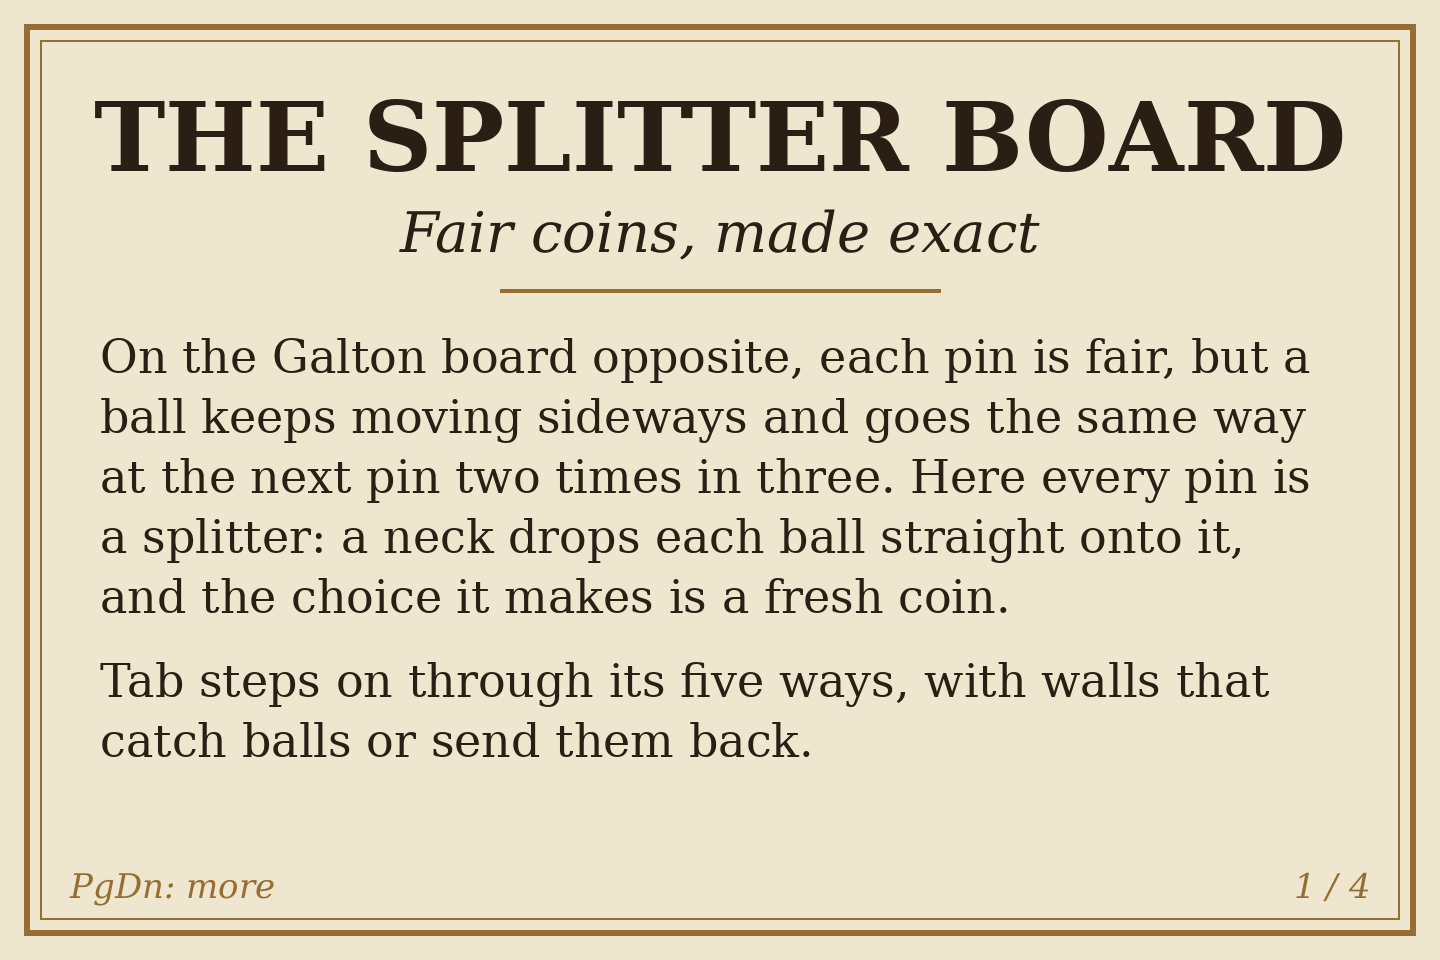 THE SPLITTER BOARD
Fair coins, made exact
On the Galton board opposite, each pin is fair, but a
ball keeps moving sideways and goes the same way
at the next pin two times in three. Here every pin is
a splitter: a neck drops each ball straight onto it,
and the choice it makes is a fresh coin.
Tab steps on through its five ways, with walls that
catch balls or send them back.
PgDn: more
1 / 4